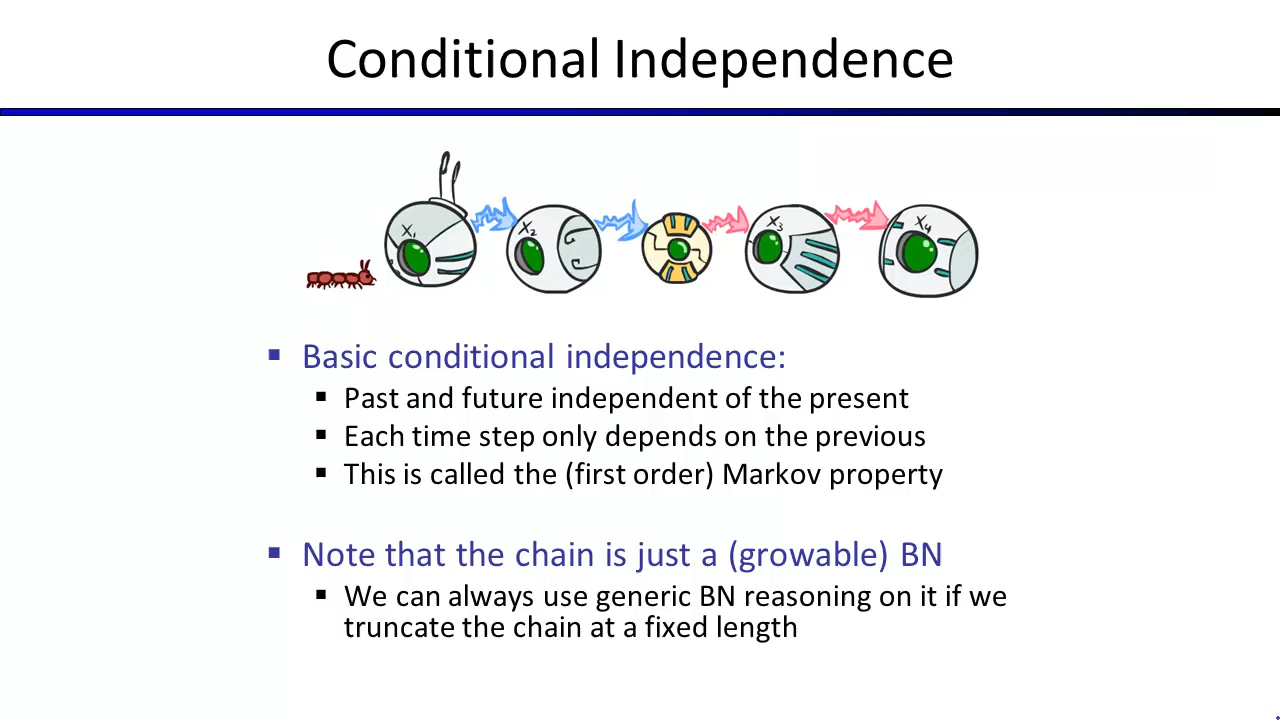 Conditional Independence
X₁ X₂ X₃ X₄
▪ Basic conditional independence:
▪ Past and future independent of the present
▪ Each time step only depends on the previous
▪ This is called the (first order) Markov property
▪ Note that the chain is just a (growable) BN
▪ We can always use generic BN reasoning on it if we
truncate the chain at a fixed length